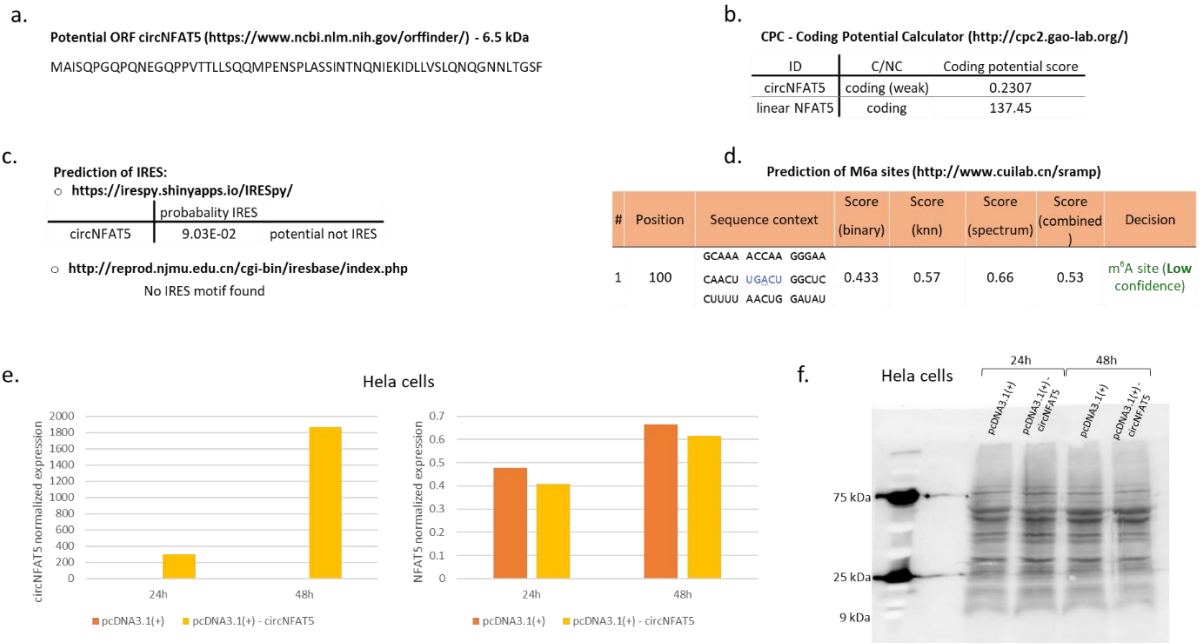 a.
Potential ORF circNFAT5 (https://www.ncbi.nlm.nih.gov/orffinder/) - 6.5 kDa
MAISQPGQPQNEGQPPVTTLLSQQMPENSPLASSINTNQNIEKIDLLVSLQNQGNNLTGSF
b.
CPC - Coding Potential Calculator (http://cpc2.gao-lab.org/)
ID C/NC Coding potential score
circNFAT5 coding (weak) 0.2307
linear NFAT5 coding 137.45
c.
Prediction of IRES:
○ https://irespy.shinyapps.io/IRESpy/
probabality IRES
circNFAT5 9.03E-02 potential not IRES
○ http://reprod.njmu.edu.cn/cgi-bin/iresbase/index.php
No IRES motif found
d.
Prediction of M6a sites (http://www.cuilab.cn/sramp)
# Position Sequence context Score (binary) Score (knn) Score (spectrum) Score (combined) Decision
GCAAA ACCAA GGGAA
1 100 CAACU UGACU GGCUC 0.433 0.57 0.66 0.53 m⁶A site (Low confidence)
CUUUU AACUG GAUAU
e.
Hela cells
circNFAT5 normalized expression
2000
1800
1600
1400
1200
1000
800
600
400
200
0
24h 48h
pcDNA3.1(+) pcDNA3.1(+) - circNFAT5
NFAT5 normalized expression
0.7
0.6
0.5
0.4
0.3
0.2
0.1
0
24h 48h
pcDNA3.1(+) pcDNA3.1(+) - circNFAT5
f.
Hela cells
24h 48h
pcDNA3.1(+)
pcDNA3.1(+) - circNFAT5
pcDNA3.1(+)
pcDNA3.1(+) - circNFAT5
75 kDa
25 kDa
9 kDa